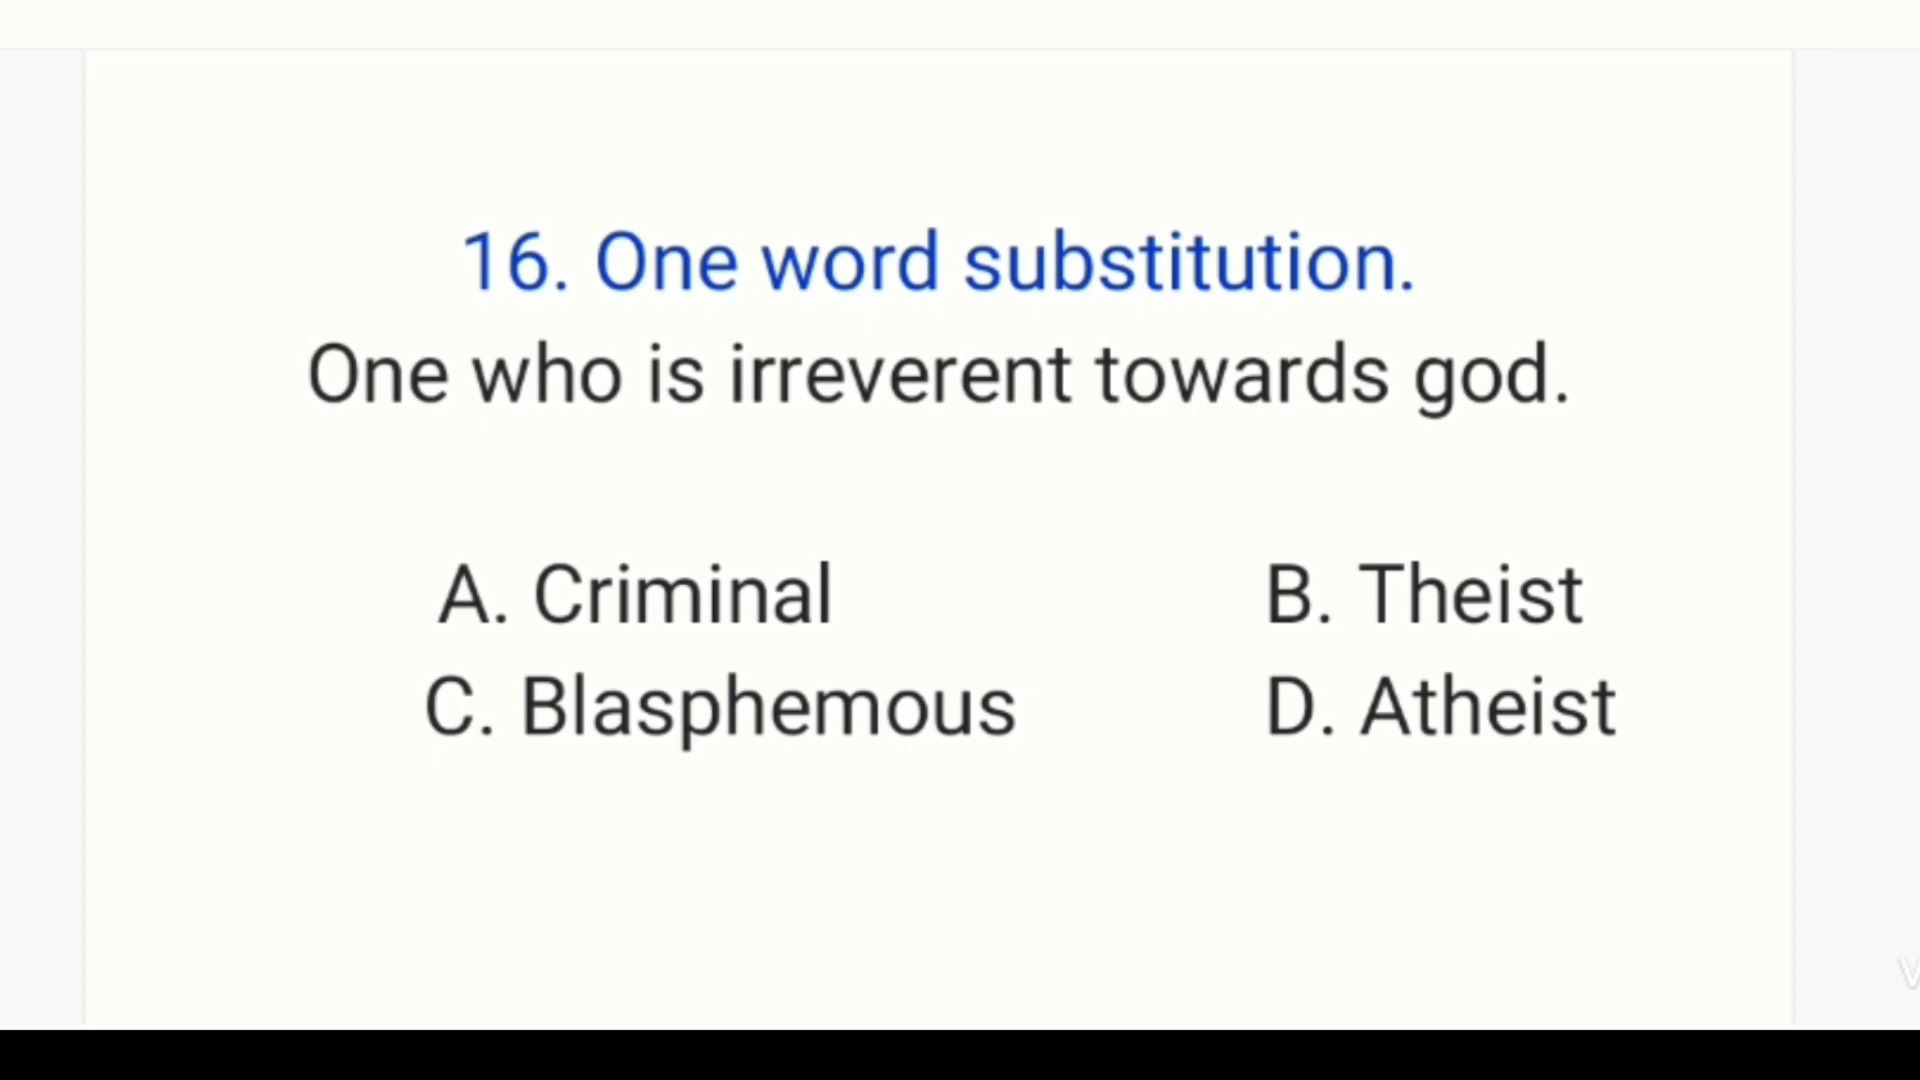 16. One word substitution.
One who is irreverent towards god.
A. Criminal B. Theist
C. Blasphemous D. Atheist